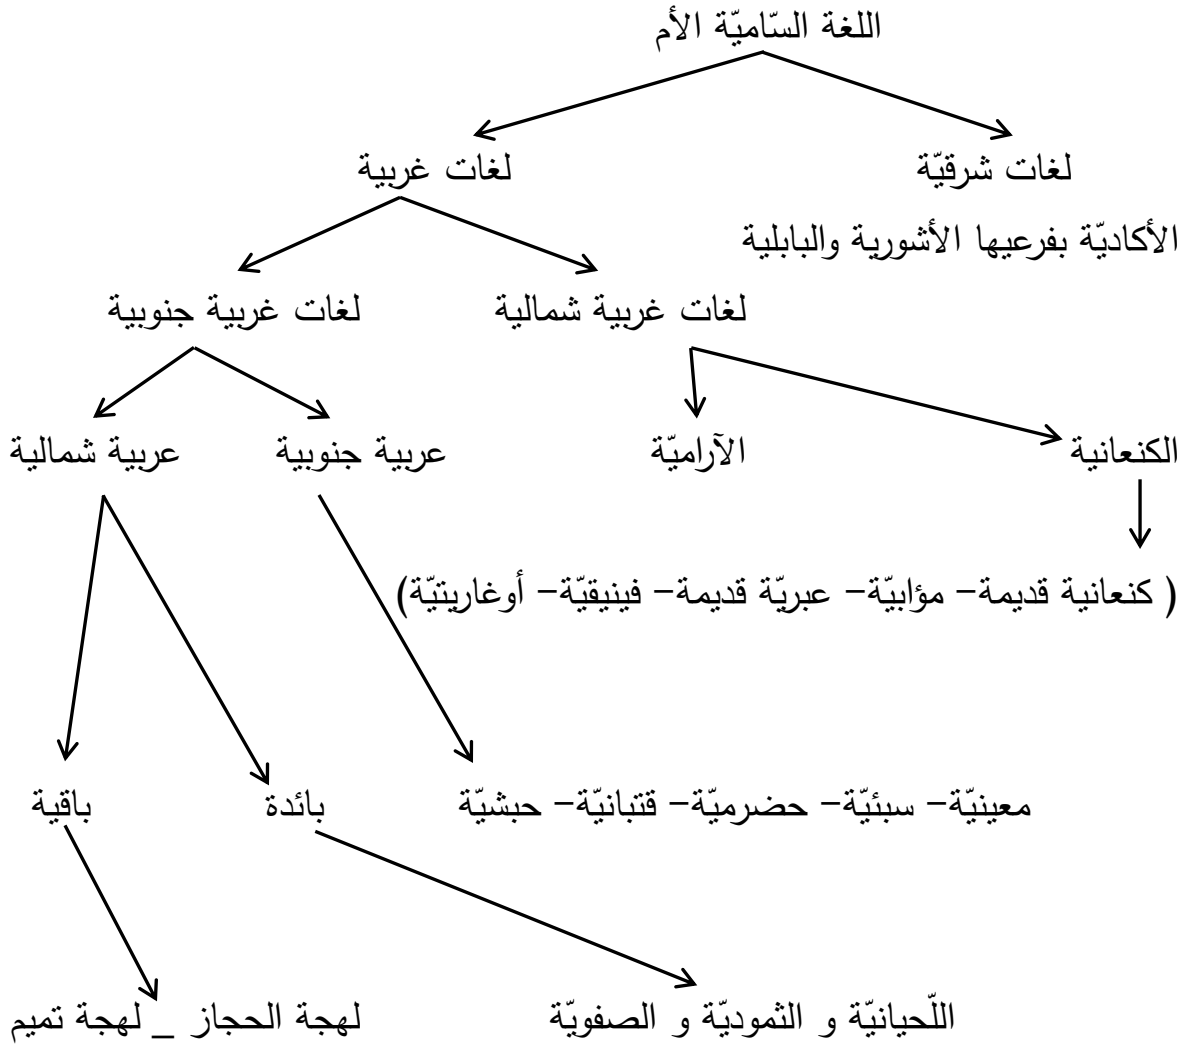 اللغة السّاميّة الأم
لغات شرقيّة
لغات غربية
الأكاديّة بفرعيها الأشورية والبابلية
لغات غربية شمالية
لغات غربية جنوبية
الكنعانية
الآراميّة
عربية جنوبية
عربية شمالية
( كنعانية قديمة– مؤابيّة– عبريّة قديمة– فينيقيّة– أوغاريتيّة)
معينيّة– سبئيّة– حضرميّة– قتبانيّة– حبشيّة
بائدة
باقية
اللّحيانيّة و الثموديّة و الصفويّة
لهجة الحجاز _ لهجة تميم